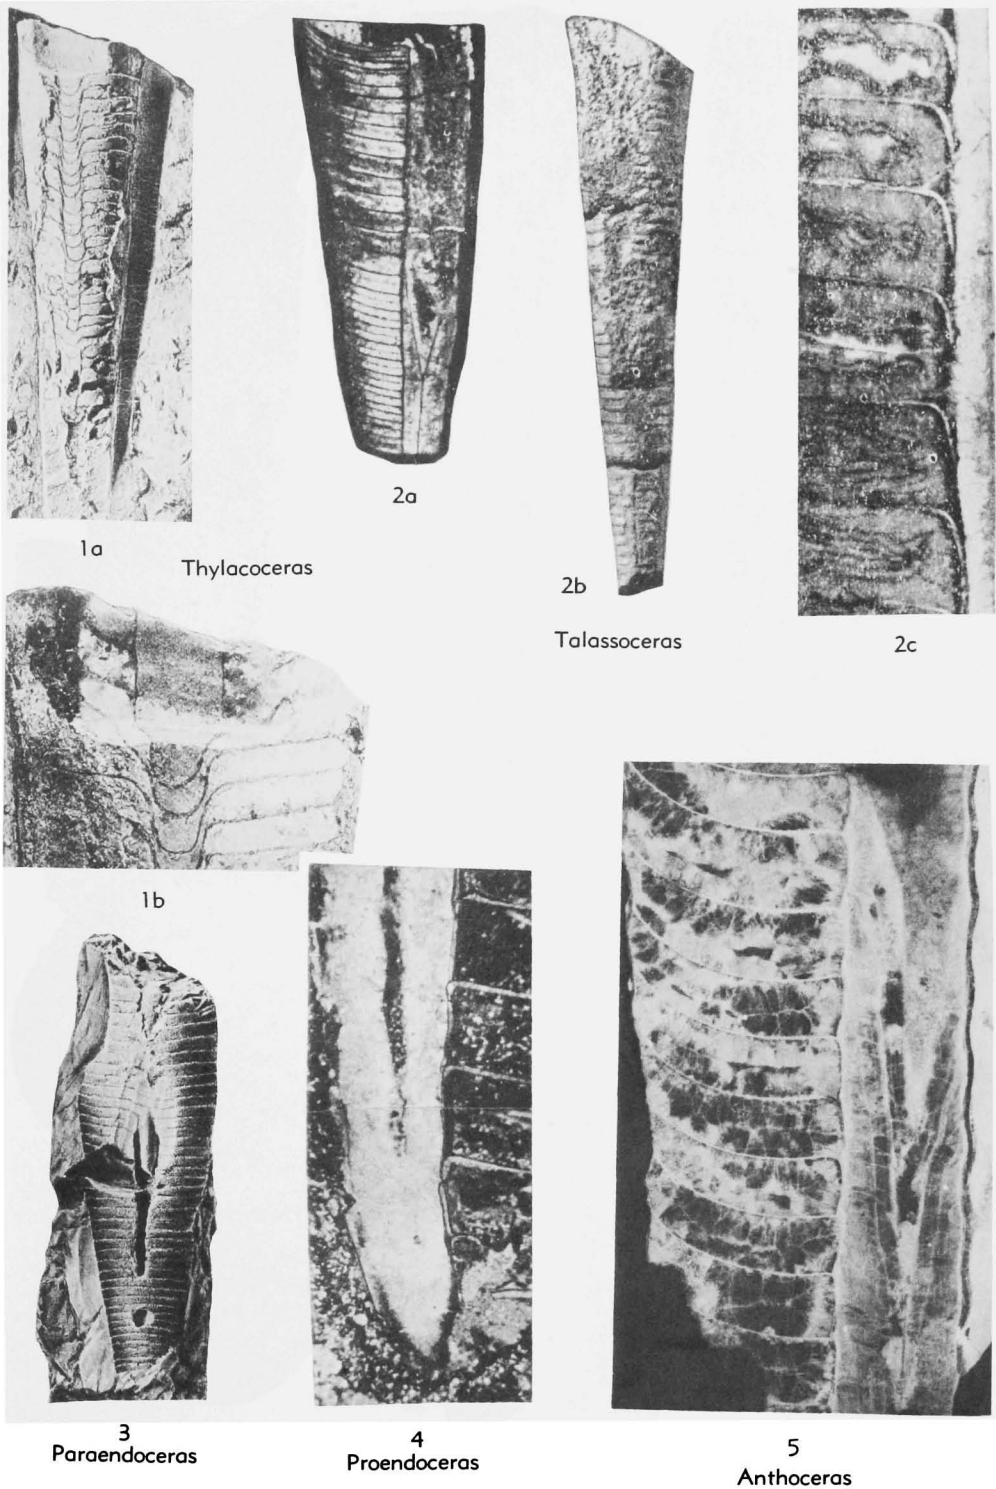 1a
2a
Thylacoceras
2b
Talassoceras
2c
1b
3
Paraendoceras
4
Proendoceras
5
Anthoceras